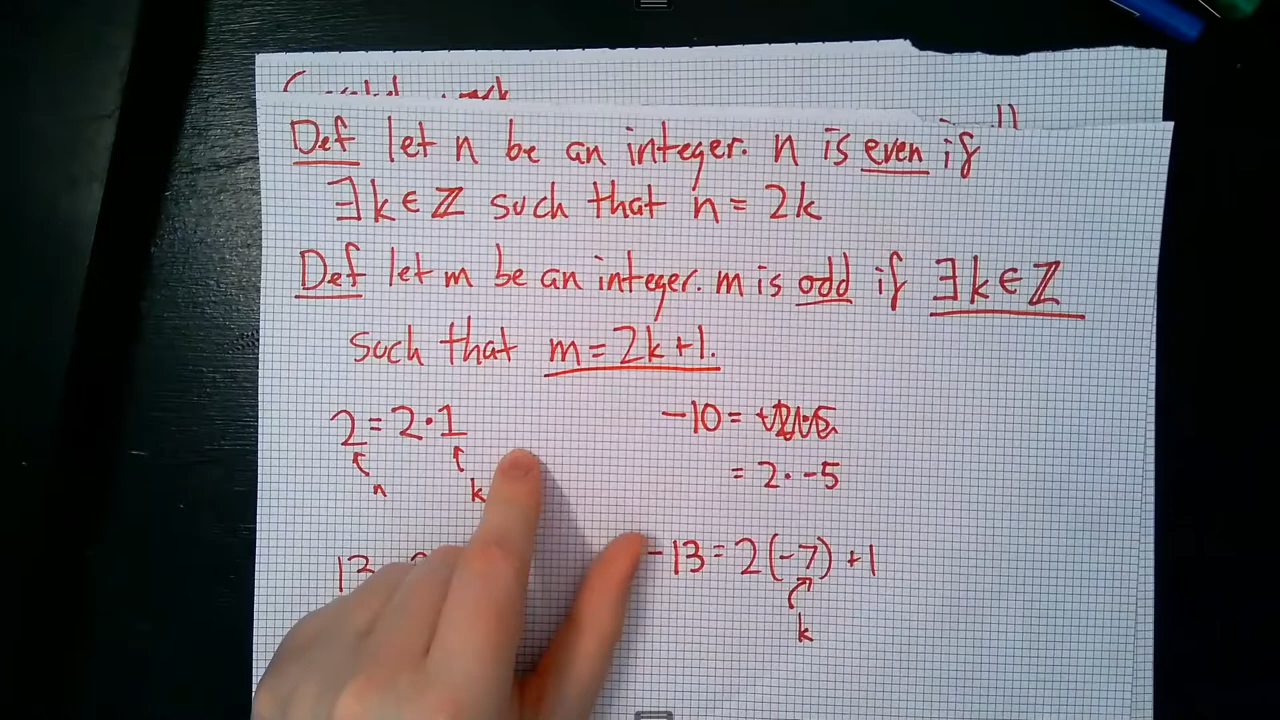 Def let n be an integer. n is even if
∃k∈ℤ such that n = 2k
Def let m be an integer. m is odd if ∃k∈ℤ
such that m = 2k+1.
2 = 2·1
n
k
-10 =
= 2·-5
13
-13 = 2(-7)+1
k